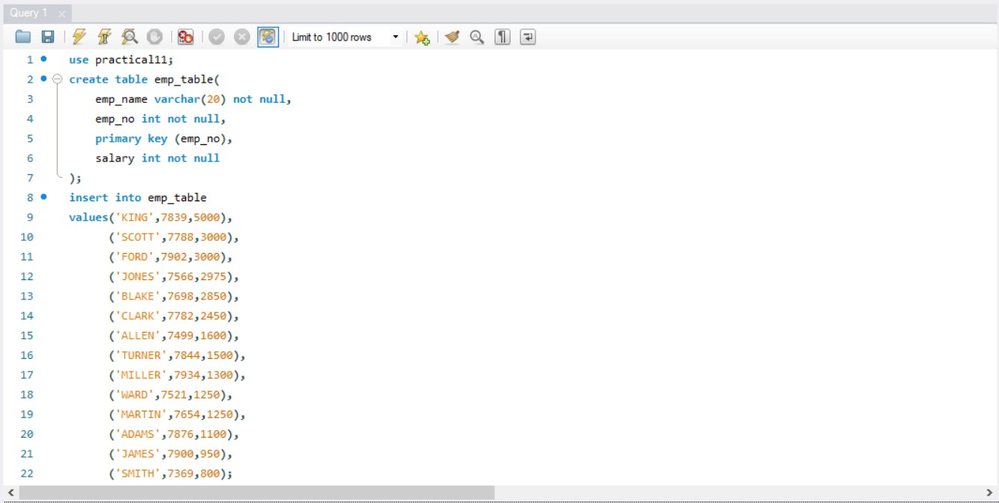 Query 1
Limit to 1000 rows
1 use practical11;
2 create table emp_table(
3 emp_name varchar(20) not null,
4 emp_no int not null,
5 primary key (emp_no),
6 salary int not null
7 );
8 insert into emp_table
9 values('KING',7839,5000),
10 ('SCOTT',7788,3000),
11 ('FORD',7902,3000),
12 ('JONES',7566,2975),
13 ('BLAKE',7698,2850),
14 ('CLARK',7782,2450),
15 ('ALLEN',7499,1600),
16 ('TURNER',7844,1500),
17 ('MILLER',7934,1300),
18 ('WARD',7521,1250),
19 ('MARTIN',7654,1250),
20 ('ADAMS',7876,1100),
21 ('JAMES',7900,950),
22 ('SMITH',7369,800);